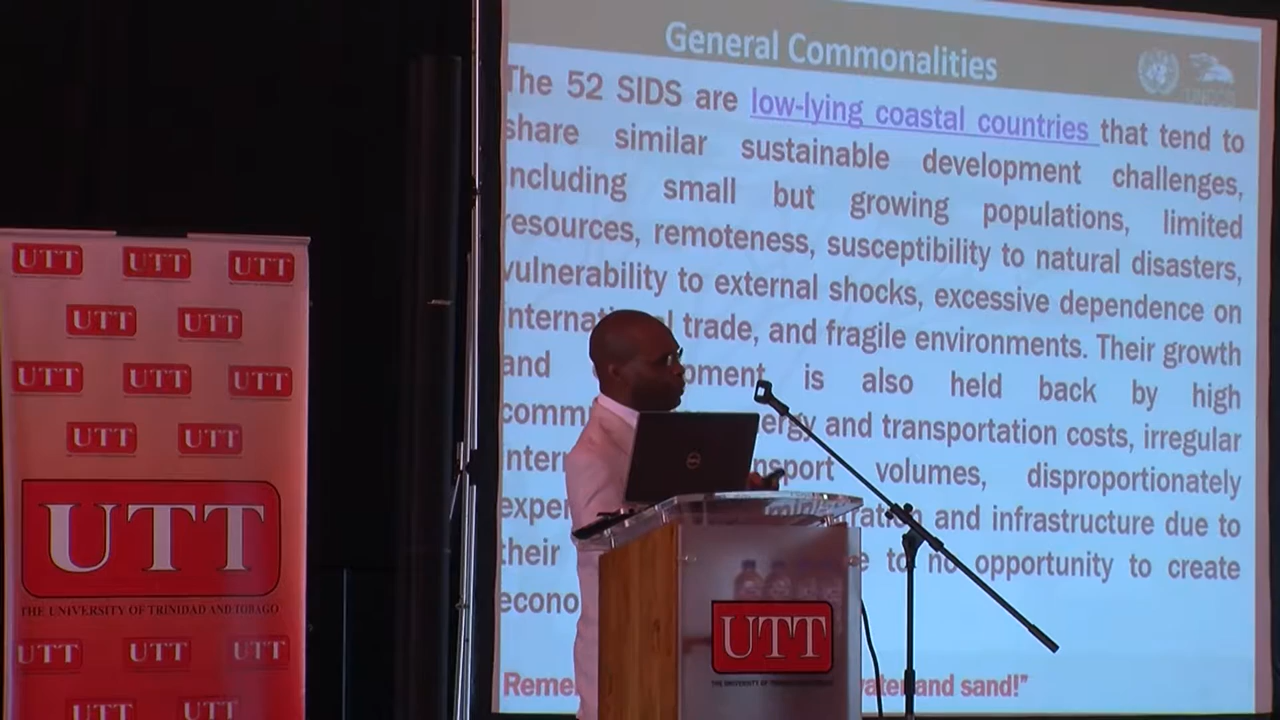 General Commonalities
The 52 SIDS are low-lying coastal countries that tend to
share similar sustainable development challenges,
including small but growing populations, limited
resources, remoteness, susceptibility to natural disasters,
vulnerability to external shocks, excessive dependence on
trade, and fragile environments. Their growth
and is also held back by high
and transportation costs, irregular
volumes, disproportionately
and infrastructure due to
their to no opportunity to create
water and sand!”
UTT UTT UTT
UTT UTT
UTT UTT UTT
UTT UTT
UTT
THE UNIVERSITY OF TRINIDAD AND TOBAGO
UTT UTT UTT
UTT UTT
DELL
UTT
THE UNIVERSITY OF TRINIDAD AND TOBAGO